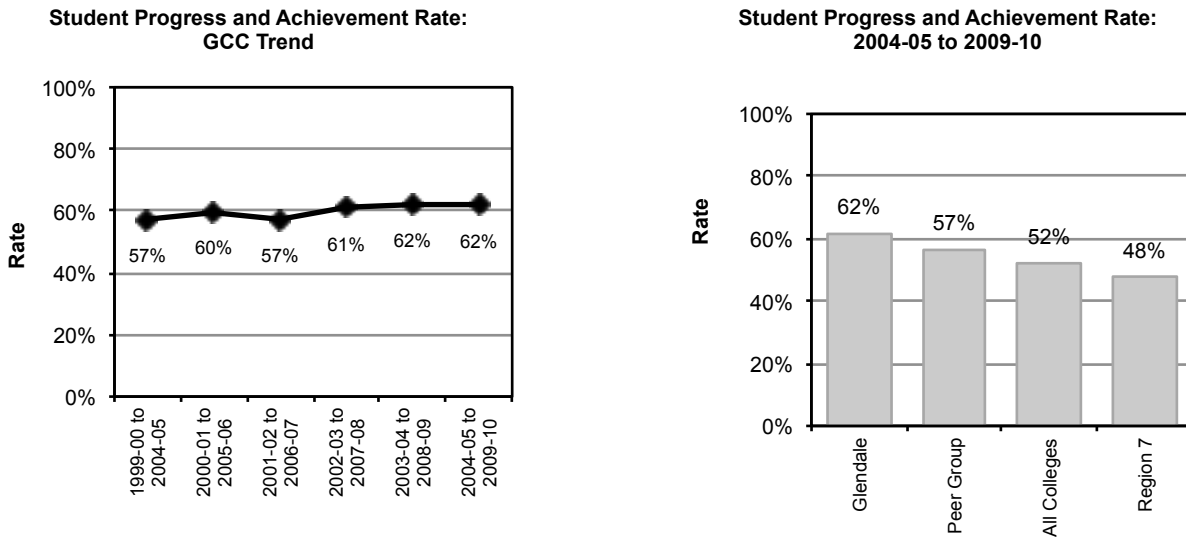 Student Progress and Achievement Rate:
GCC Trend
100%
80%
60%
40%
20%
0%
Rate
57%
60%
57%
61%
62%
62%
1999-00 to
2004-05
2000-01 to
2005-06
2001-02 to
2006-07
2002-03 to
2007-08
2003-04 to
2008-09
2004-05 to
2009-10
Student Progress and Achievement Rate:
2004-05 to 2009-10
100%
80%
60%
40%
20%
0%
Rate
62%
57%
52%
48%
Glendale
Peer Group
All Colleges
Region 7